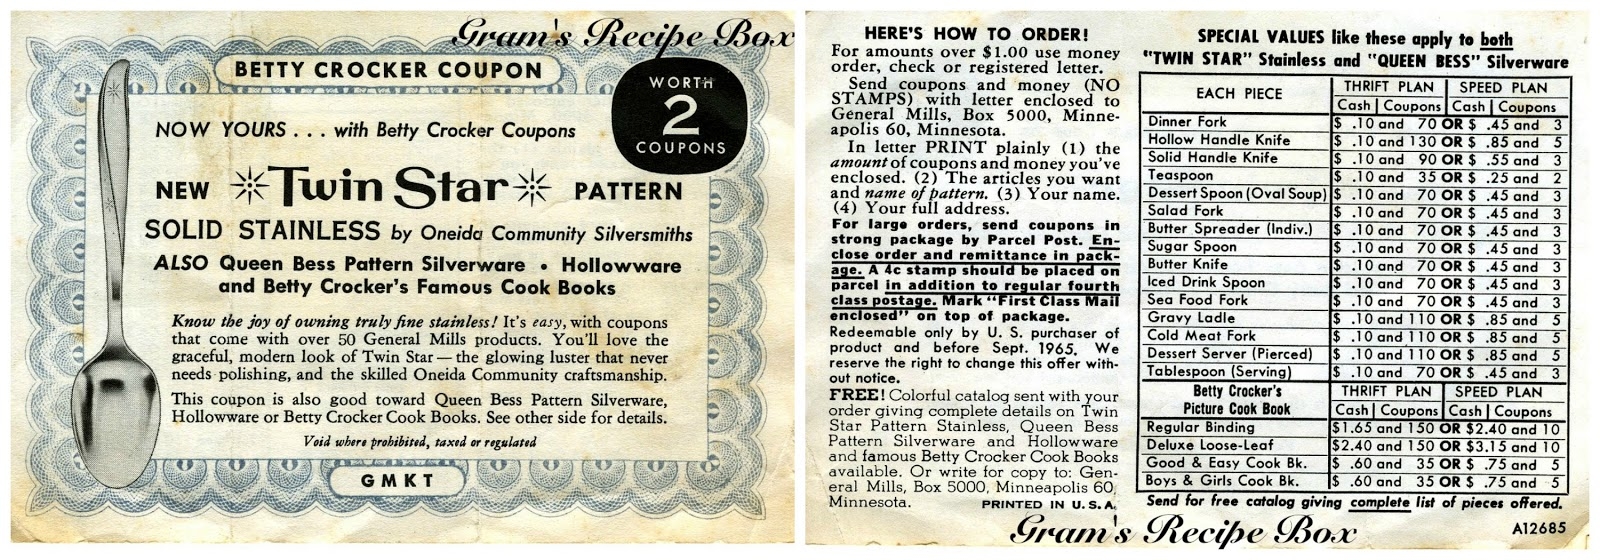 Gram's Recipe Box
BETTY CROCKER COUPON
WORTH
2
COUPONS
NOW YOURS . . . with Betty Crocker Coupons
NEW Twin Star PATTERN
SOLID STAINLESS by Oneida Community Silversmiths
ALSO Queen Bess Pattern Silverware • Hollowware
and Betty Crocker's Famous Cook Books
Know the joy of owning truly fine stainless! It's easy, with coupons
that come with over 50 General Mills products. You'll love the
graceful, modern look of Twin Star — the glowing luster that never
needs polishing, and the skilled Oneida Community craftsmanship.
This coupon is also good toward Queen Bess Pattern Silverware,
Hollowware or Betty Crocker Cook Books. See other side for details.
Void where prohibited, taxed or regulated
GMKT
HERE'S HOW TO ORDER!
For amounts over $1.00 use money
order, check or registered letter.
Send coupons and money (NO
STAMPS) with letter enclosed to
General Mills, Box 5000, Minne-
apolis 60, Minnesota.
In letter PRINT plainly (1) the
amount of coupons and money you've
enclosed. (2) The articles you want
and name of pattern. (3) Your name.
(4) Your full address.
For large orders, send coupons in
strong package by Parcel Post. En-
close order and remittance in pack-
age. A 4c stamp should be placed on
parcel in addition to regular fourth
class postage. Mark "First Class Mail
enclosed" on top of package.
Redeemable only by U. S. purchaser of
product and before Sept. 1965. We
reserve the right to change this offer with-
out notice.
FREE! Colorful catalog sent with your
order giving complete details on Twin
Star Pattern Stainless, Queen Bess
Pattern Silverware and Hollowware
and famous Betty Crocker Cook Books
available. Or write for copy to: Gen-
eral Mills, Box 5000, Minneapolis 60,
Minnesota. PRINTED IN U.S.A.
SPECIAL VALUES like these apply to both
"TWIN STAR" Stainless and "QUEEN BESS" Silverware
EACH PIECE THRIFT PLAN SPEED PLAN
Cash Coupons Cash Coupons
Dinner Fork $ .10 and 70 OR $ .45 and 3
Hollow Handle Knife $ .10 and 130 OR $ .85 and 5
Solid Handle Knife $ .10 and 90 OR $ .55 and 3
Teaspoon $ .10 and 35 OR $ .25 and 2
Dessert Spoon (Oval Soup) $ .10 and 70 OR $ .45 and 3
Salad Fork $ .10 and 70 OR $ .45 and 3
Butter Spreader (Indiv.) $ .10 and 70 OR $ .45 and 3
Sugar Spoon $ .10 and 70 OR $ .45 and 3
Butter Knife $ .10 and 70 OR $ .45 and 3
Iced Drink Spoon $ .10 and 70 OR $ .45 and 3
Sea Food Fork $ .10 and 70 OR $ .45 and 3
Gravy Ladle $ .10 and 110 OR $ .85 and 5
Cold Meat Fork $ .10 and 110 OR $ .85 and 5
Dessert Server (Pierced) $ .10 and 110 OR $ .85 and 5
Tablespoon (Serving) $ .10 and 70 OR $ .45 and 3
Betty Crocker's THRIFT PLAN SPEED PLAN
Picture Cook Book Cash Coupons Cash Coupons
Regular Binding $1.65 and 150 OR $2.40 and 10
Deluxe Loose-Leaf $2.40 and 150 OR $3.15 and 10
Good & Easy Cook Bk. $ .60 and 35 OR $ .75 and 5
Boys & Girls Cook Bk. $ .60 and 35 OR $ .75 and 5
Send for free catalog giving complete list of pieces offered.
Gram's Recipe Box
A12685